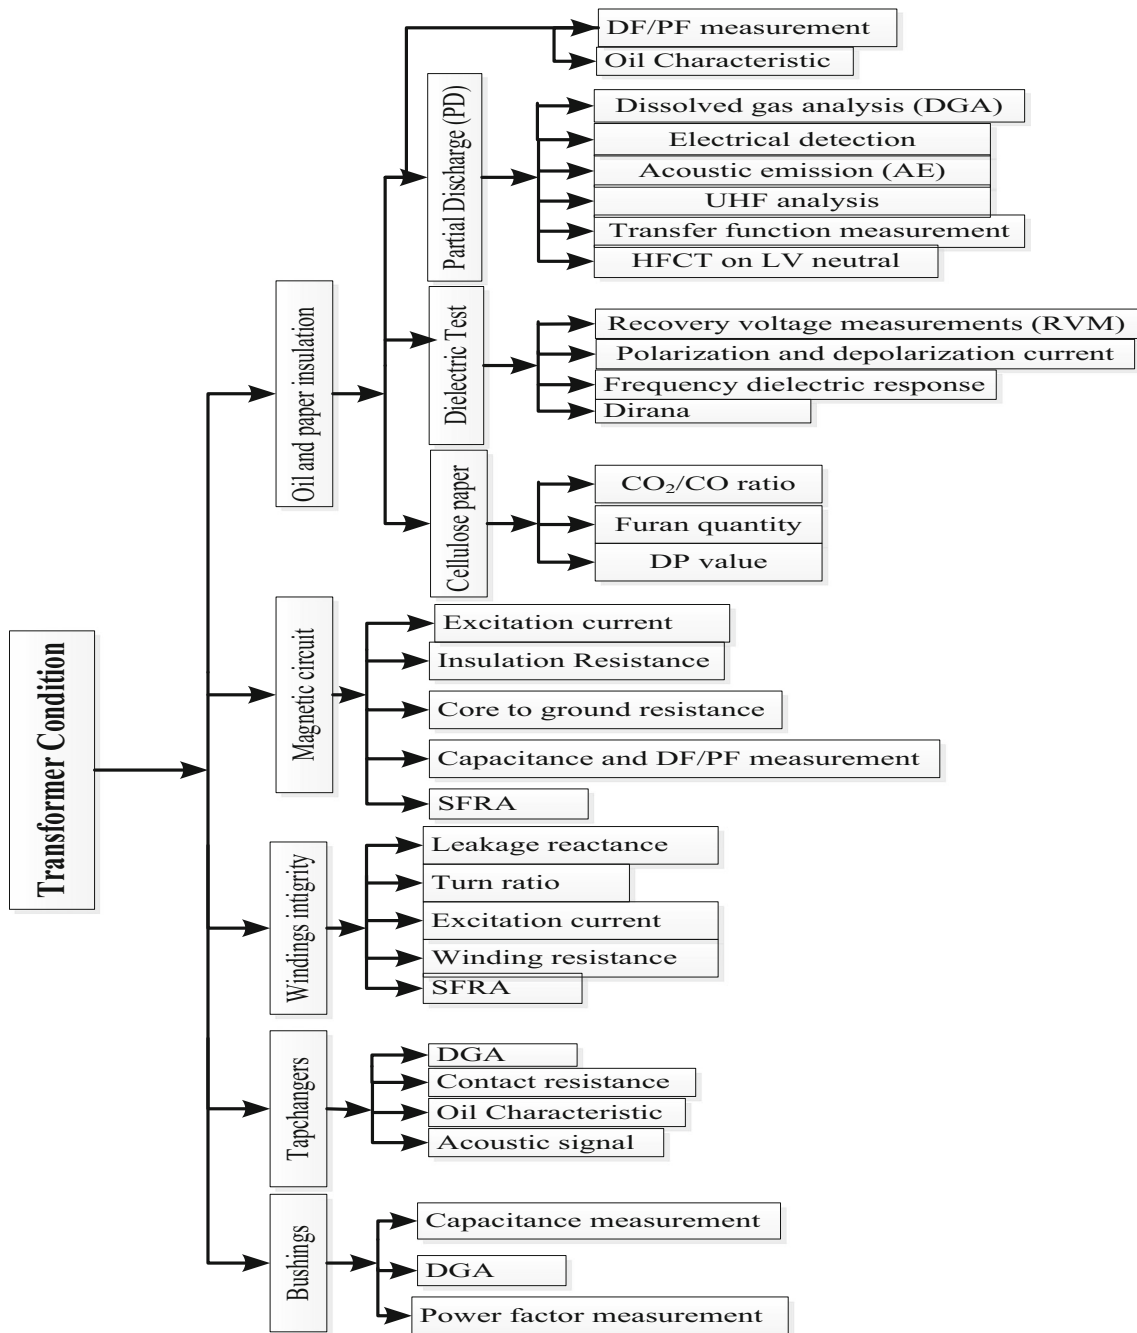 Transformer Condition
Oil and paper insulation
DF/PF measurement
Oil Characteristic
Partial Discharge (PD)
Dissolved gas analysis (DGA)
Electrical detection
Acoustic emission (AE)
UHF analysis
Transfer function measurement
HFCT on LV neutral
Dielectric Test
Recovery voltage measurements (RVM)
Polarization and depolarization current
Frequency dielectric response
Dirana
Cellulose paper
CO₂/CO ratio
Furan quantity
DP value
Magnetic circuit
Excitation current
Insulation Resistance
Core to ground resistance
Capacitance and DF/PF measurement
SFRA
Windings intigrity
Leakage reactance
Turn ratio
Excitation current
Winding resistance
SFRA
Tapchangers
DGA
Contact resistance
Oil Characteristic
Acoustic signal
Bushings
Capacitance measurement
DGA
Power factor measurement